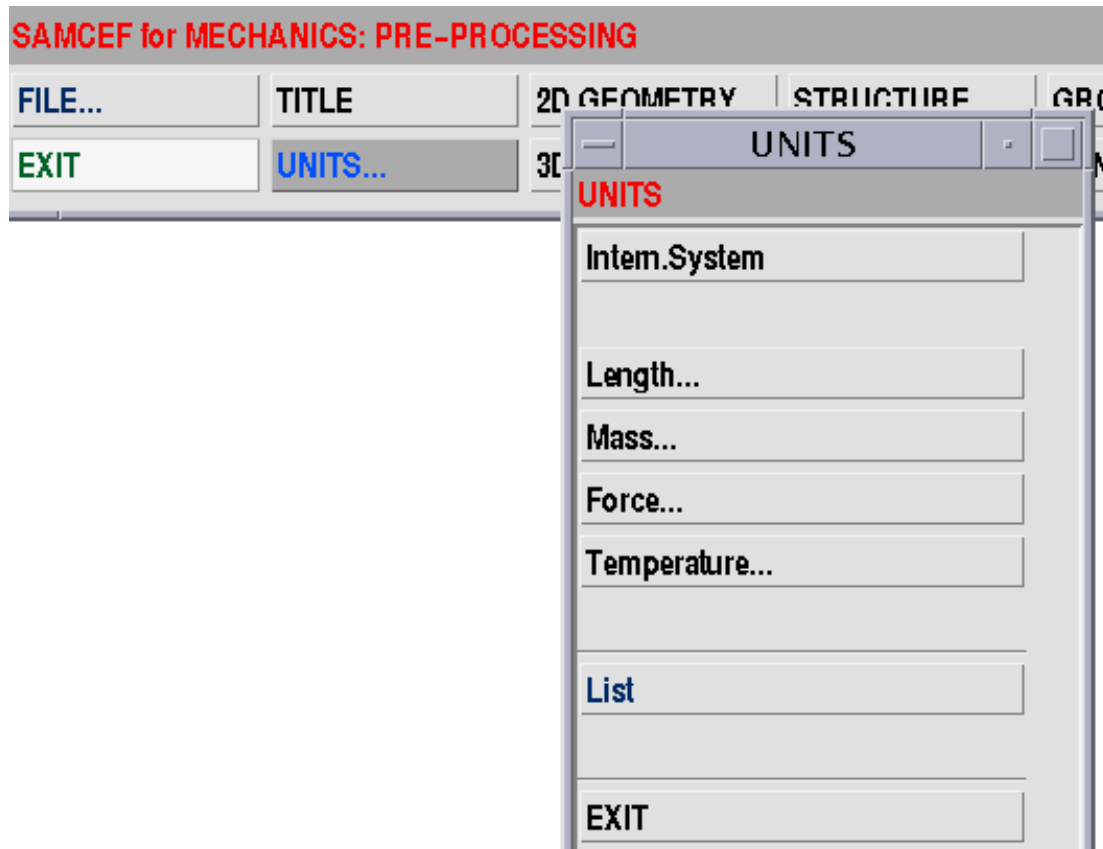 SAMCEF for MECHANICS: PRE-PROCESSING
FILE... TITLE 2D GEOMETRY STRUCTURE
EXIT UNITS... 3D
UNITS
UNITS
Intern.System
Length...
Mass...
Force...
Temperature...
List
EXIT